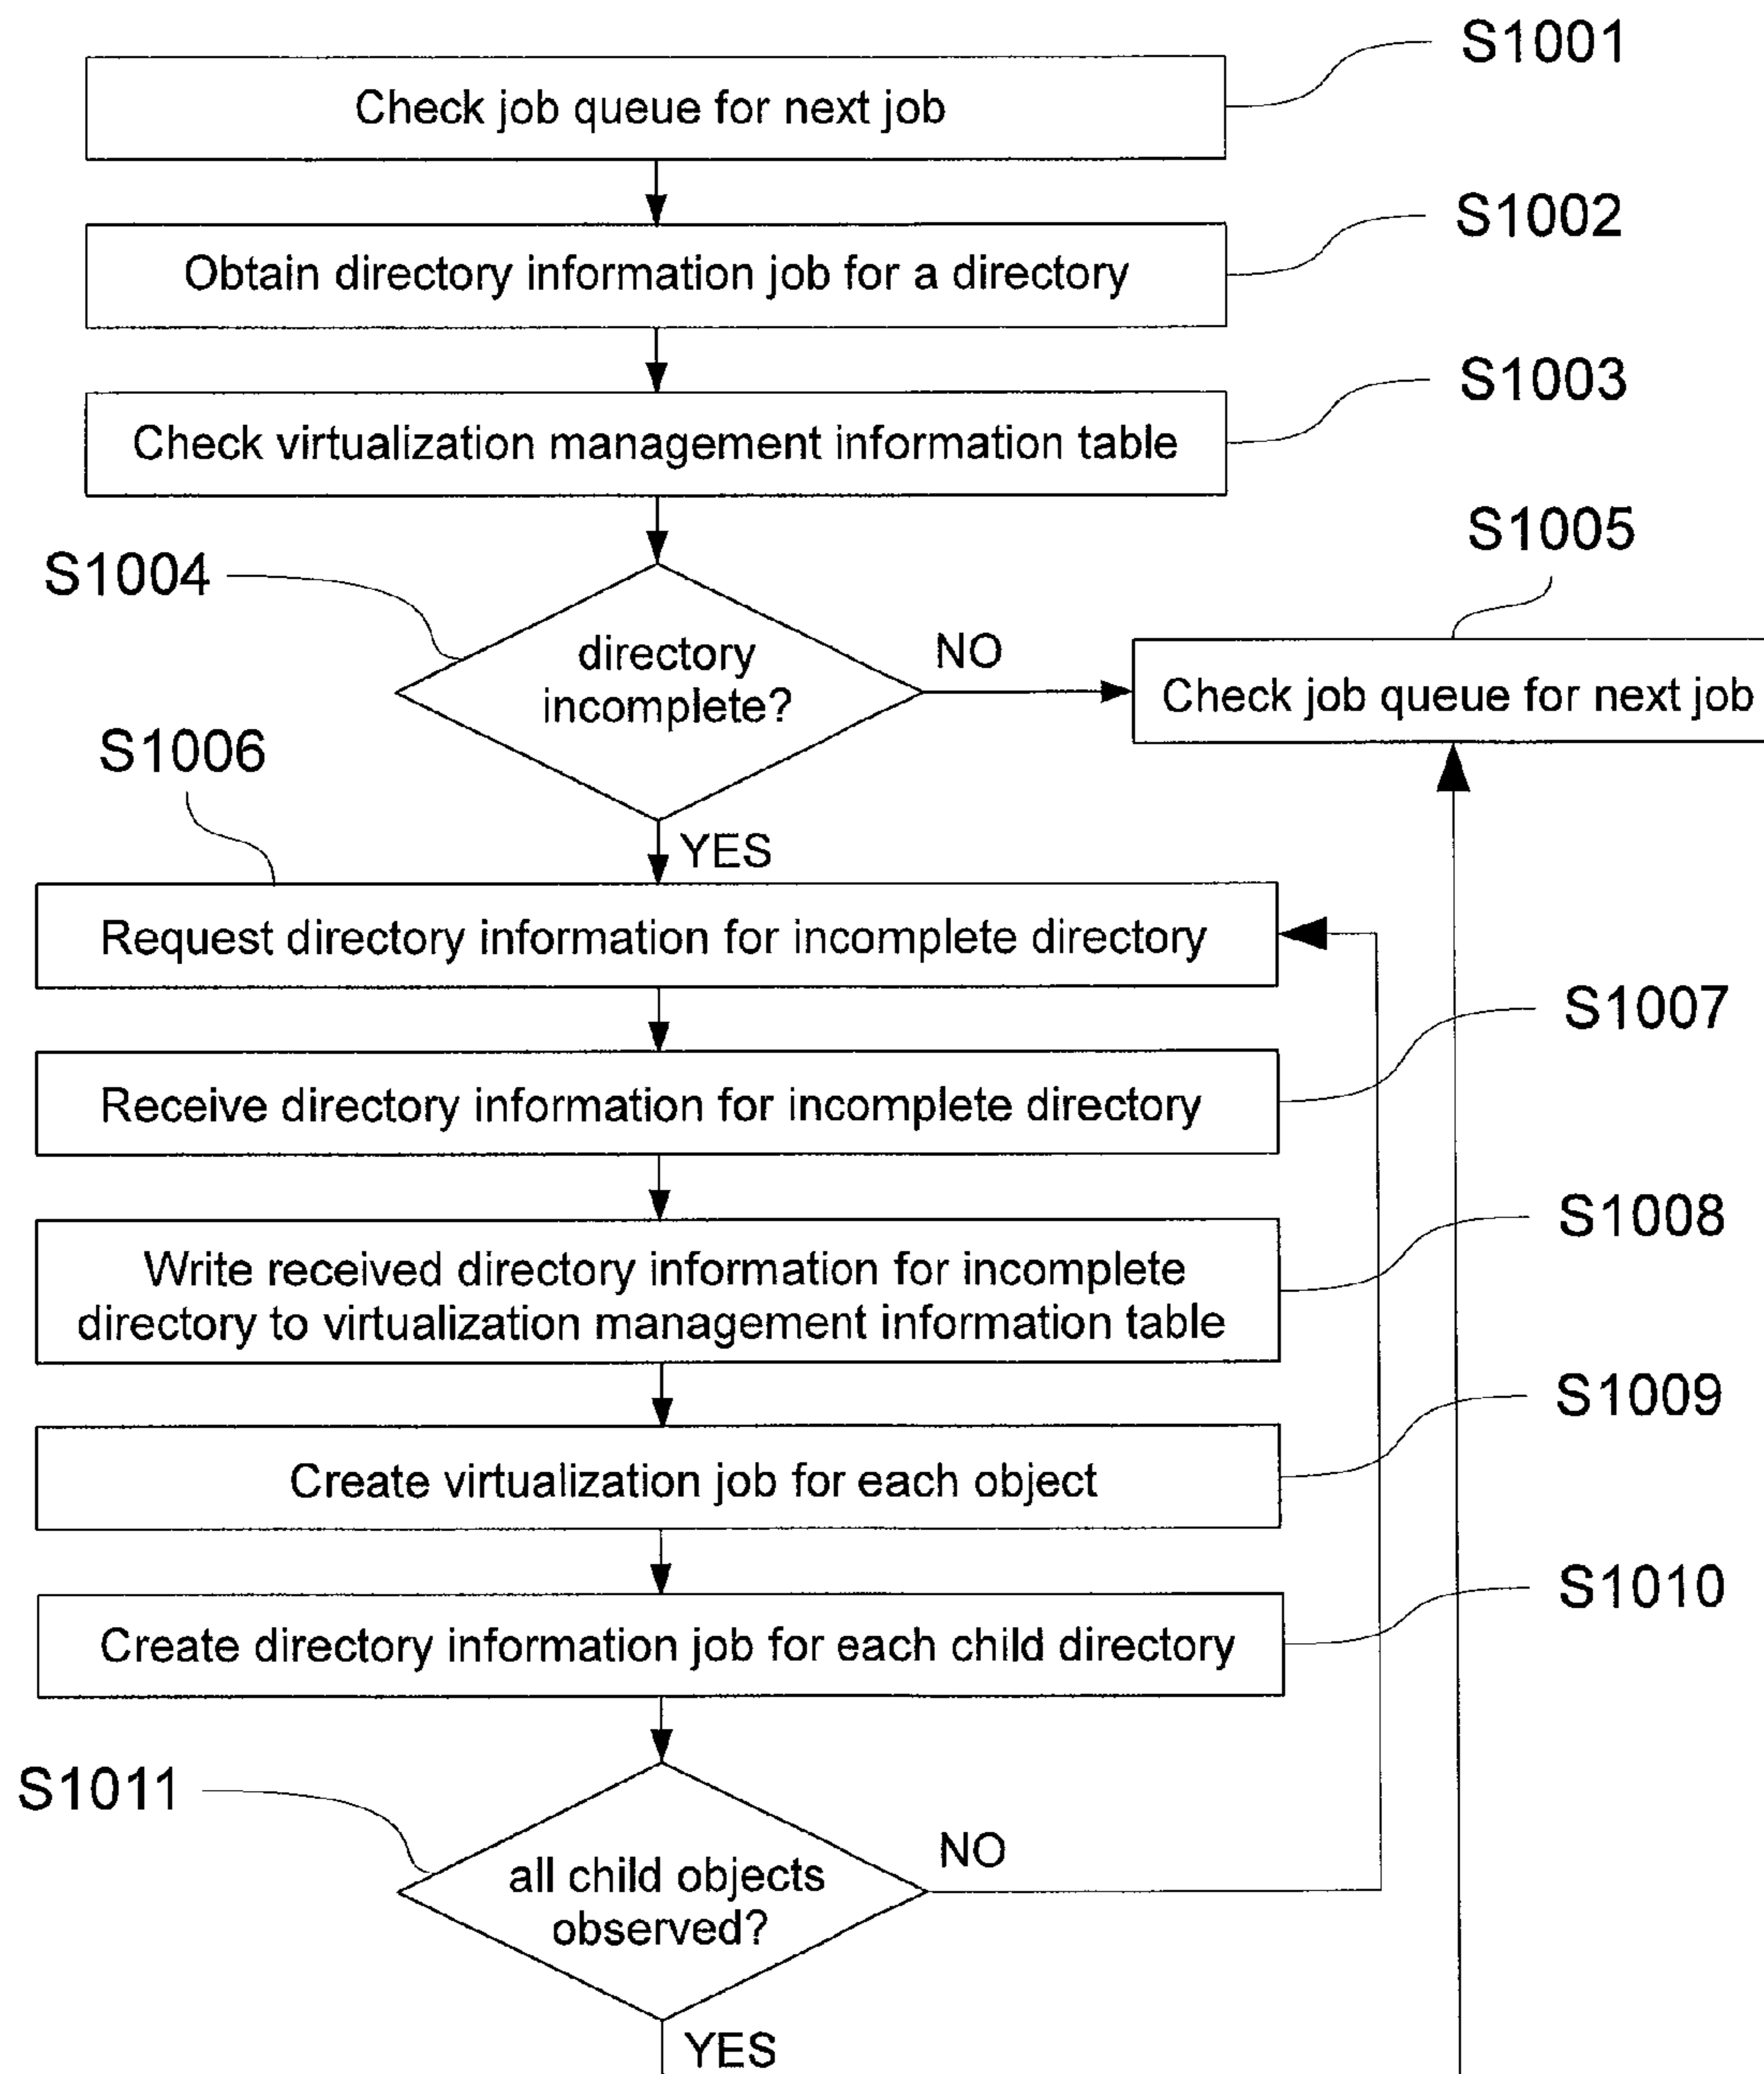 S1001
Check job queue for next job
S1002
Obtain directory information job for a directory
S1003
Check virtualization management information table
S1004
directory
incomplete?
NO
S1005
Check job queue for next job
S1006
YES
Request directory information for incomplete directory
S1007
Receive directory information for incomplete directory
S1008
Write received directory information for incomplete
directory to virtualization management information table
S1009
Create virtualization job for each object
S1010
Create directory information job for each child directory
S1011
all child objects
observed?
NO
YES